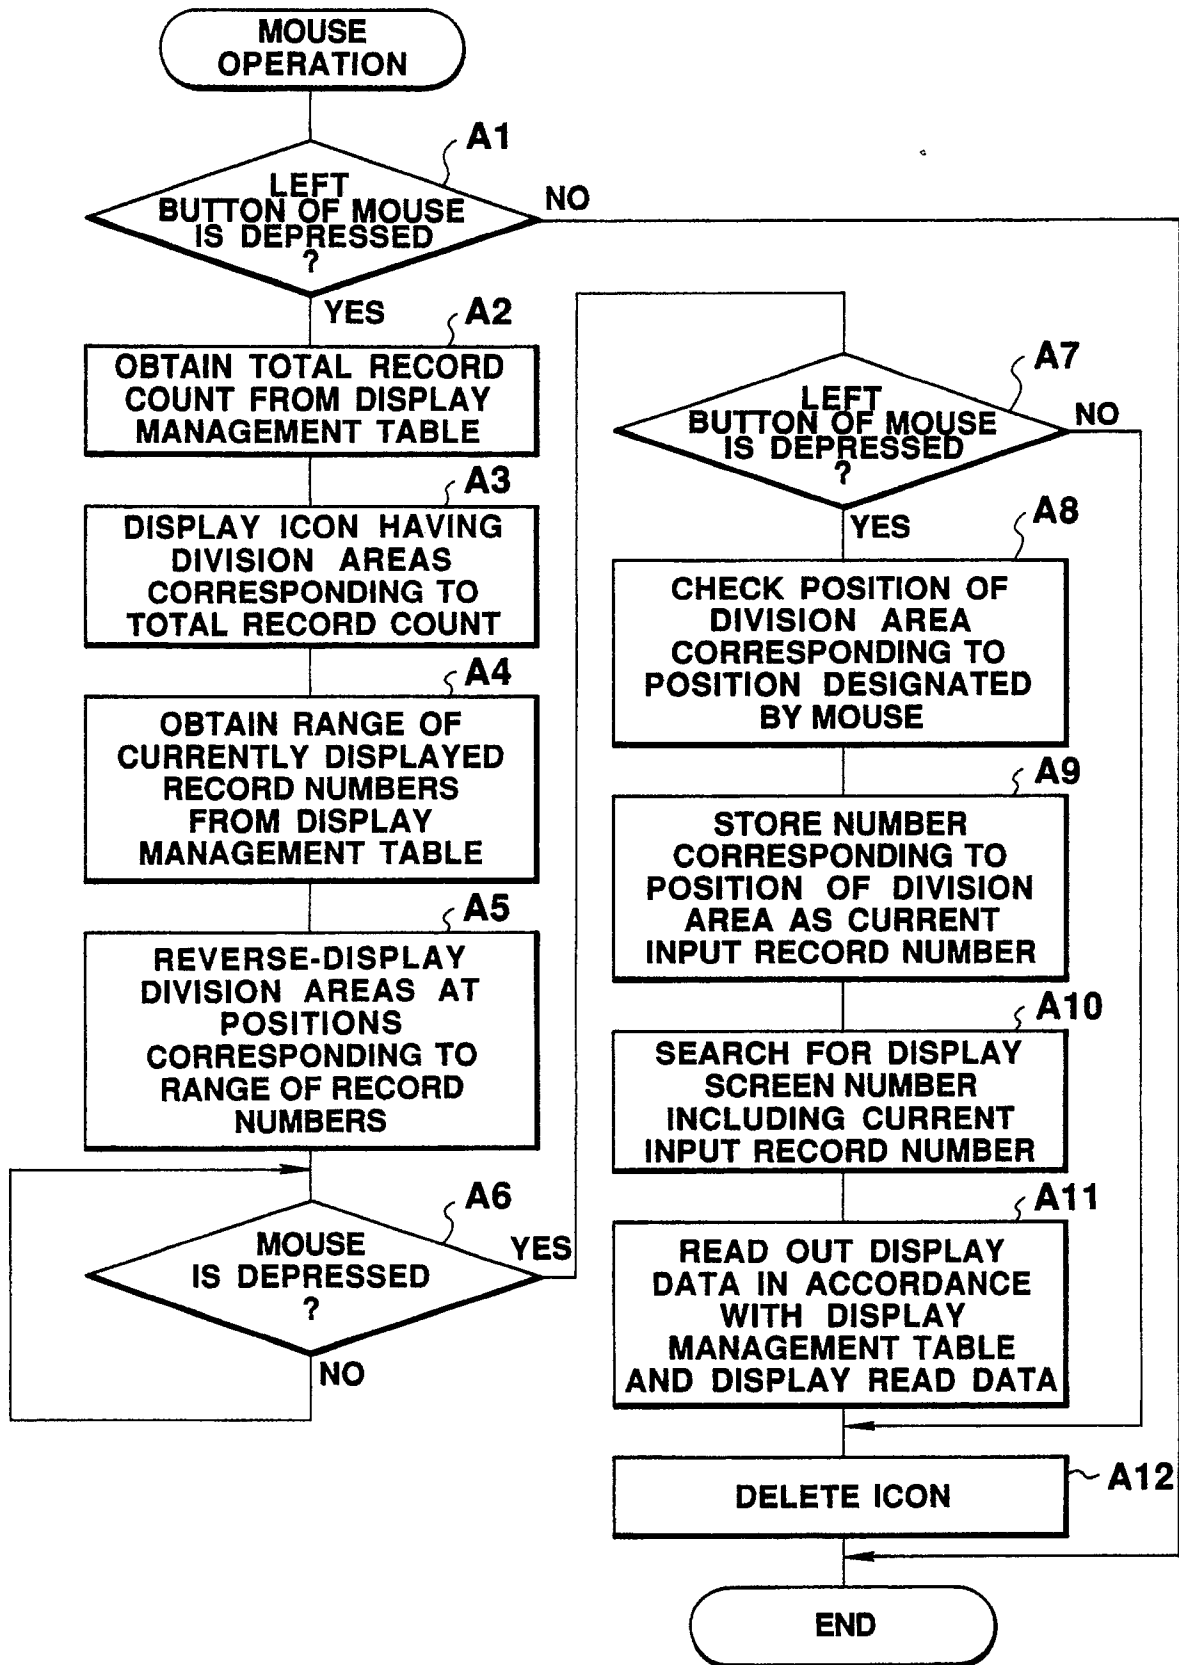 MOUSE
OPERATION
A1
LEFT
BUTTON OF MOUSE
IS DEPRESSED
?
NO
YES
A2
OBTAIN TOTAL RECORD
COUNT FROM DISPLAY
MANAGEMENT TABLE
A3
DISPLAY ICON HAVING
DIVISION AREAS
CORRESPONDING TO
TOTAL RECORD COUNT
A4
OBTAIN RANGE OF
CURRENTLY DISPLAYED
RECORD NUMBERS
FROM DISPLAY
MANAGEMENT TABLE
A5
REVERSE-DISPLAY
DIVISION AREAS AT
POSITIONS
CORRESPONDING TO
RANGE OF RECORD
NUMBERS
A6
MOUSE
IS DEPRESSED
?
YES
NO
A7
LEFT
BUTTON OF MOUSE
IS DEPRESSED
?
NO
YES
A8
CHECK POSITION OF
DIVISION AREA
CORRESPONDING TO
POSITION DESIGNATED
BY MOUSE
A9
STORE NUMBER
CORRESPONDING TO
POSITION OF DIVISION
AREA AS CURRENT
INPUT RECORD NUMBER
A10
SEARCH FOR DISPLAY
SCREEN NUMBER
INCLUDING CURRENT
INPUT RECORD NUMBER
A11
READ OUT DISPLAY
DATA IN ACCORDANCE
WITH DISPLAY
MANAGEMENT TABLE
AND DISPLAY READ DATA
A12
DELETE ICON
END